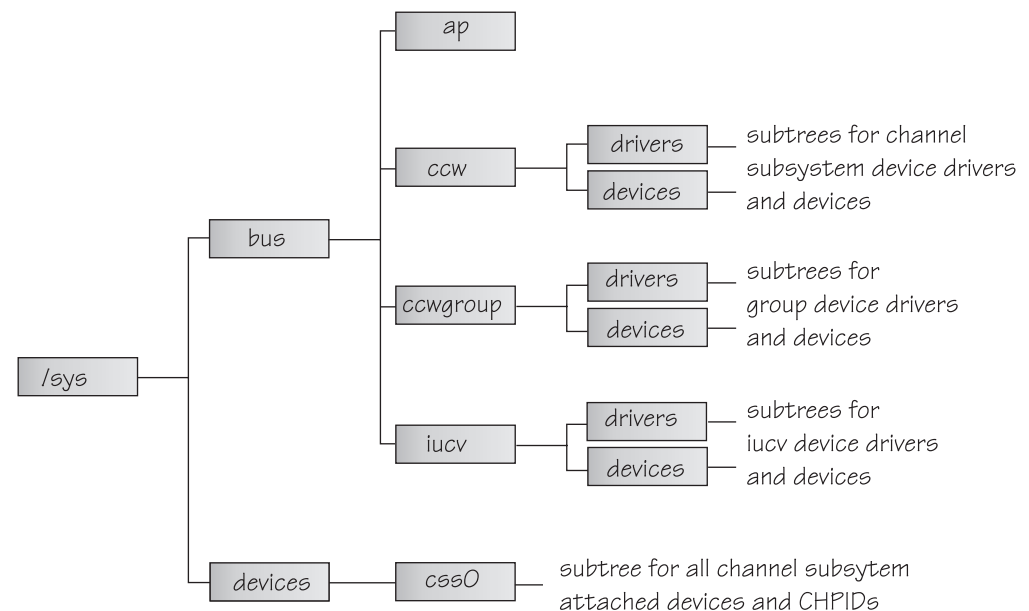 ap
ccw
drivers
devices
subtrees for channel
subsystem device drivers
and devices
bus
ccwgroup
drivers
devices
subtrees for
group device drivers
and devices
/sys
iucv
drivers
devices
subtrees for
iucv device drivers
and devices
devices
css0
subtree for all channel subsytem
attached devices and CHPIDs